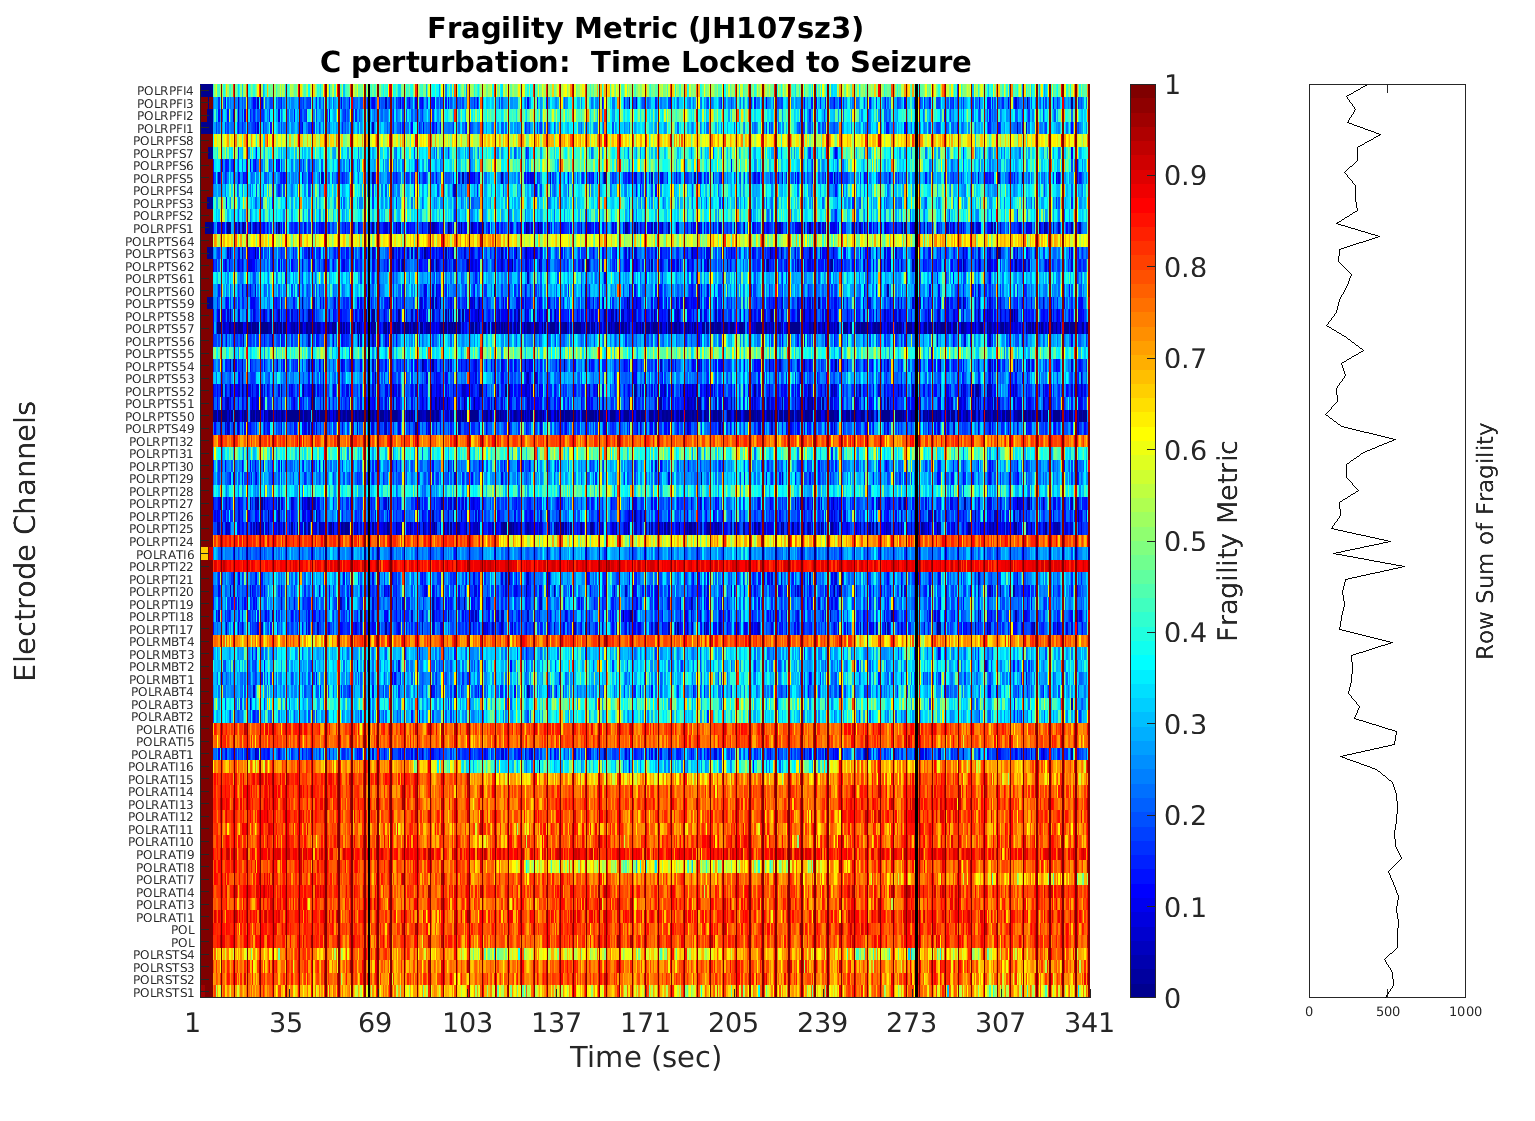 Fragility Metric (JH107sz3)
C perturbation:  Time Locked to Seizure
Electrode Channels
POLRPFI4
POLRPFI3
POLRPFI2
POLRPFI1
POLRPFS8
POLRPFS7
POLRPFS6
POLRPFS5
POLRPFS4
POLRPFS3
POLRPFS2
POLRPFS1
POLRPTS64
POLRPTS63
POLRPTS62
POLRPTS61
POLRPTS60
POLRPTS59
POLRPTS58
POLRPTS57
POLRPTS56
POLRPTS55
POLRPTS54
POLRPTS53
POLRPTS52
POLRPTS51
POLRPTS50
POLRPTS49
POLRPTI32
POLRPTI31
POLRPTI30
POLRPTI29
POLRPTI28
POLRPTI27
POLRPTI26
POLRPTI25
POLRPTI24
POLRATI6
POLRPTI22
POLRPTI21
POLRPTI20
POLRPTI19
POLRPTI18
POLRPTI17
POLRMBT4
POLRMBT3
POLRMBT2
POLRMBT1
POLRABT4
POLRABT3
POLRABT2
POLRATI6
POLRATI5
POLRABT1
POLRATI16
POLRATI15
POLRATI14
POLRATI13
POLRATI12
POLRATI11
POLRATI10
POLRATI9
POLRATI8
POLRATI7
POLRATI4
POLRATI3
POLRATI1
POL
POL
POLRSTS4
POLRSTS3
POLRSTS2
POLRSTS1
1 35 69 103 137 171 205 239 273 307 341
Time (sec)
1
0.9
0.8
0.7
0.6
0.5
0.4
0.3
0.2
0.1
0
Fragility Metric
0 500 1000
Row Sum of Fragility